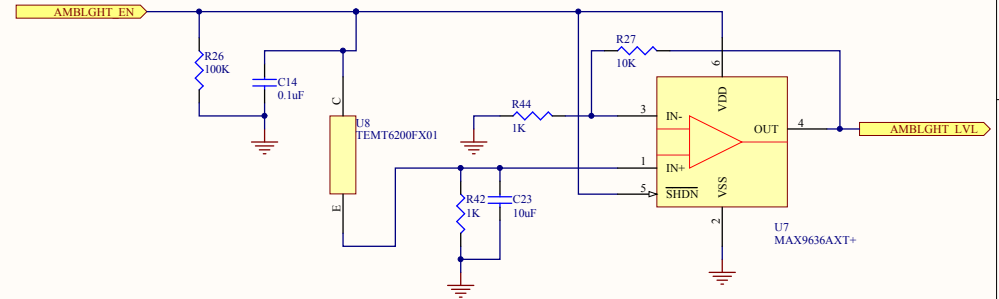 AMBLGHT_EN
R26
100K
C14
0.1uF
C
U8
TEMT6200FX01
E
R44
1K
R27
10K
6
VDD
3
IN-
OUT
4
AMBLGHT_LVL
1
IN+
5
SHDN
VSS
2
R42
1K
C23
10uF
U7
MAX9636AXT+